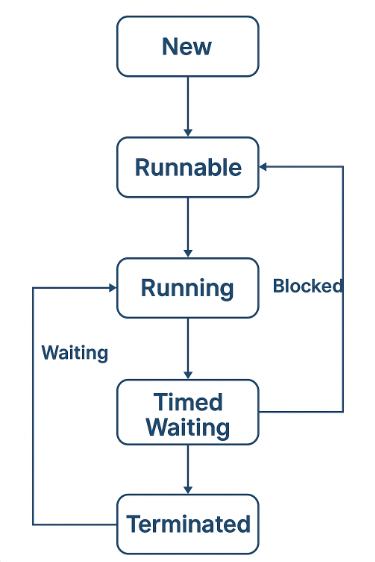 New
Runnable
Running
Blocked
Waiting
Timed
Waiting
Terminated